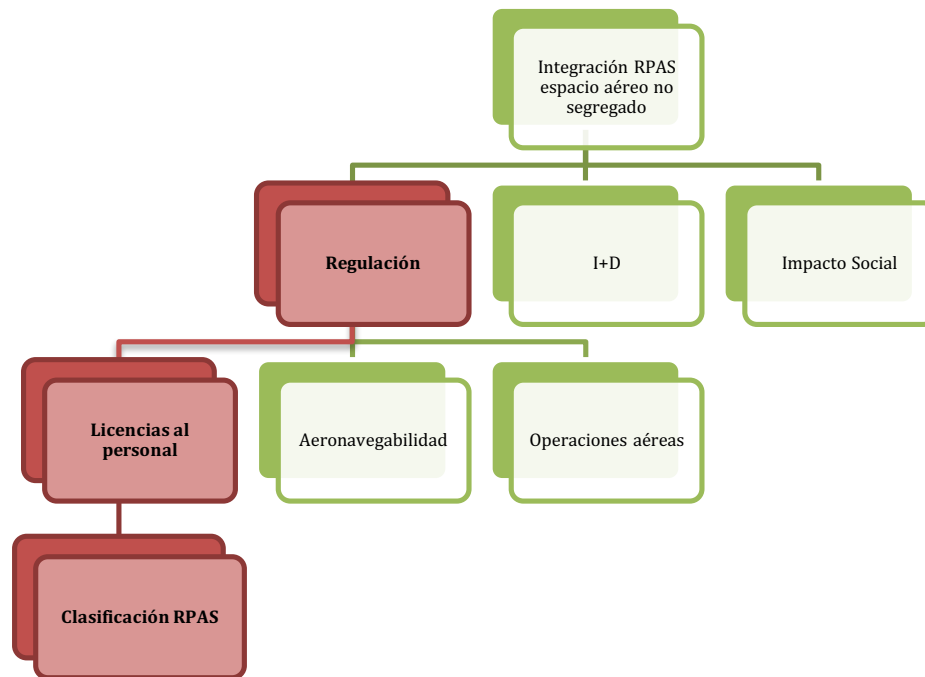 Integración RPAS
espacio aéreo no
segregado
Regulación
I+D
Impacto Social
Licencias al
personal
Aeronavegabilidad
Operaciones aéreas
Clasificación RPAS